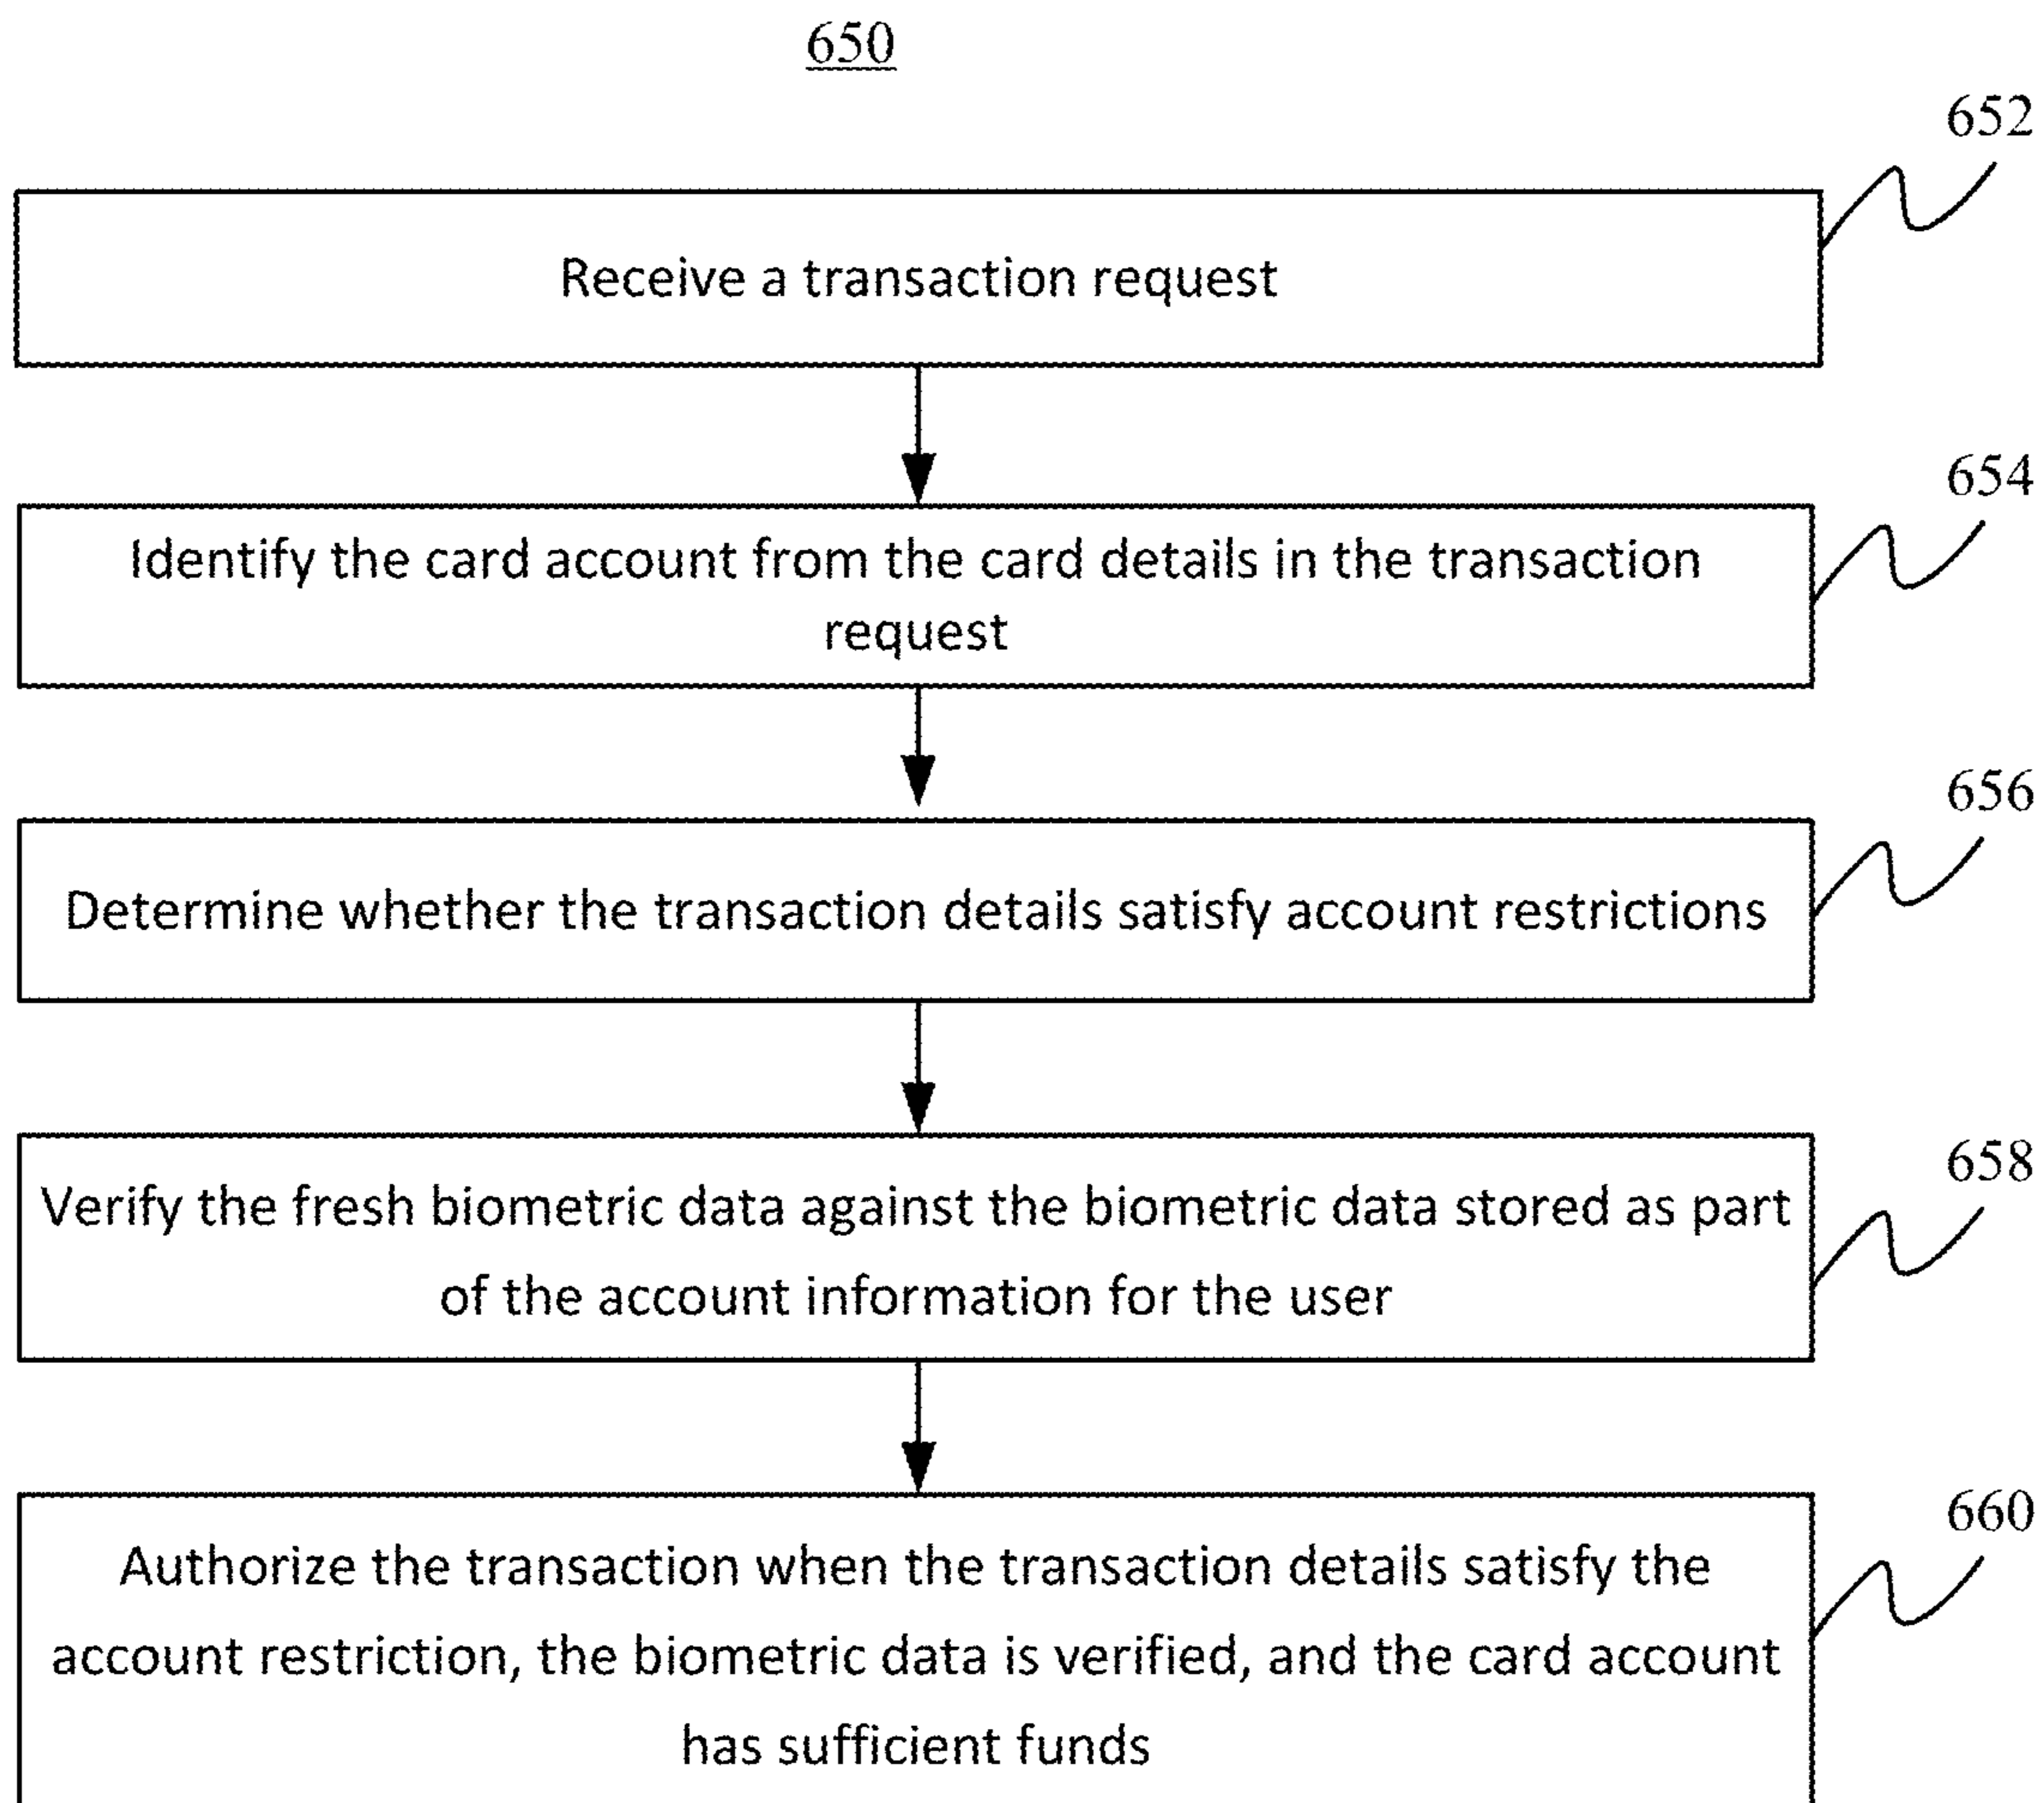 650
652
Receive a transaction request
654
Identify the card account from the card details in the transaction
request
656
Determine whether the transaction details satisfy account restrictions
658
Verify the fresh biometric data against the biometric data stored as part
of the account information for the user
660
Authorize the transaction when the transaction details satisfy the
account restriction, the biometric data is verified, and the card account
has sufficient funds